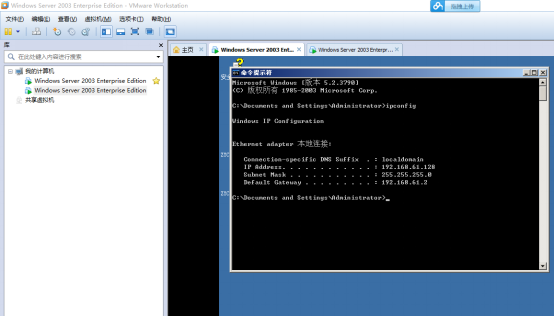 Windows Server 2003 Enterprise Edition - VMware Workstation
文件(F) 编辑(E) 查看(V) 虚拟机(M) 选项卡(T) 帮助(H)
拖拽上传
库
在此处键入内容进行搜索
我的计算机
Windows Server 2003 Enterprise Edition
Windows Server 2003 Enterprise Edition
共享虚拟机
主页
Windows Server 2003 Ent...
Windows Server 2003 Enterpr...
命令提示符
Microsoft Windows [版本 5.2.3790]
(C) 版权所有 1985-2003 Microsoft Corp.
C:\Documents and Settings\Administrator>ipconfig
Windows IP Configuration
Ethernet adapter 本地连接:
Connection-specific DNS Suffix . : localdomain
IP Address. . . . . . . . . . . . : 192.168.61.128
Subnet Mask . . . . . . . . . . . : 255.255.255.0
Default Gateway . . . . . . . . . : 192.168.61.2
C:\Documents and Settings\Administrator>_